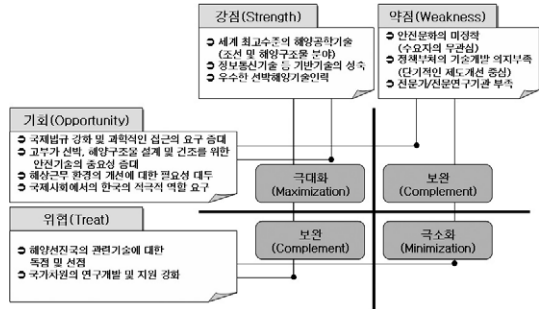 강점(Strength)
세계 최고수준의 해양공학기술
(조선 및 해양구조물 분야)
정보통신기술 등 기반기술의 성숙
우수한 선박해양기술인력
약점(Weakness)
안전문화의 미정착
(수요자의 무관심)
정책부처의 기술개발 의지부족
(단기적인 제도개선 중심)
전문가/전문연구기관 부족
기회(Opportunity)
국제법규 강화 및 과학적인 접근의 요구 증대
고부가 선박, 해양구조물 설계 및 건조를 위한
안전기술의 중요성 증대
해상근무 환경의 개선에 대한 필요성 대두
국제사회에서의 한국의 적극적 역할 요구
극대화
(Maximization)
보완
(Complement)
위협(Treat)
해양선진국의 관련기술에 대한
독점 및 선점
국가차원의 연구개발 및 지원 강화
보완
(Complement)
극소화
(Minimization)